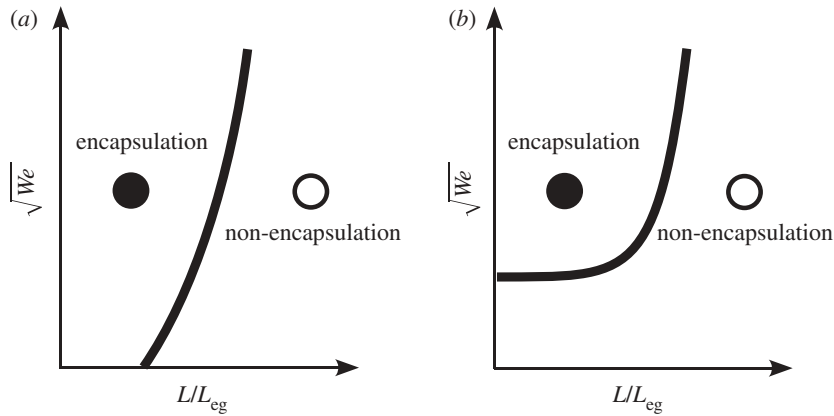 (a)
encapsulation
√We
non-encapsulation
L/Leg
(b)
encapsulation
√We
non-encapsulation
L/Leg